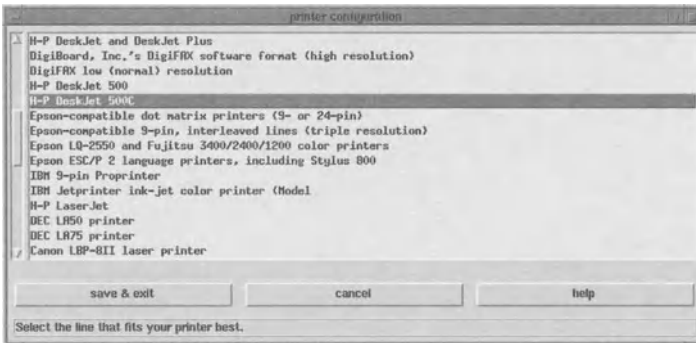 printer configuration
H-P DeskJet and DeskJet Plus
DigiBoard, Inc.'s DigiFAX software format (high resolution)
DigiFAX low (normal) resolution
H-P DeskJet 500
H-P DeskJet 500C
Epson-compatible dot matrix printers (9- or 24-pin)
Epson-compatible 9-pin, interleaved lines (triple resolution)
Epson LQ-2550 and Fujitsu 3400/2400/1200 color printers
Epson ESC/P 2 language printers, including Stylus 800
IBM 9-pin Proprinter
IBM Jetprinter ink-jet color printer (Model
H-P LaserJet
DEC LA50 printer
DEC LA75 printer
Canon LBP-8II laser printer
save & exit
cancel
help
Select the line that fits your printer best.